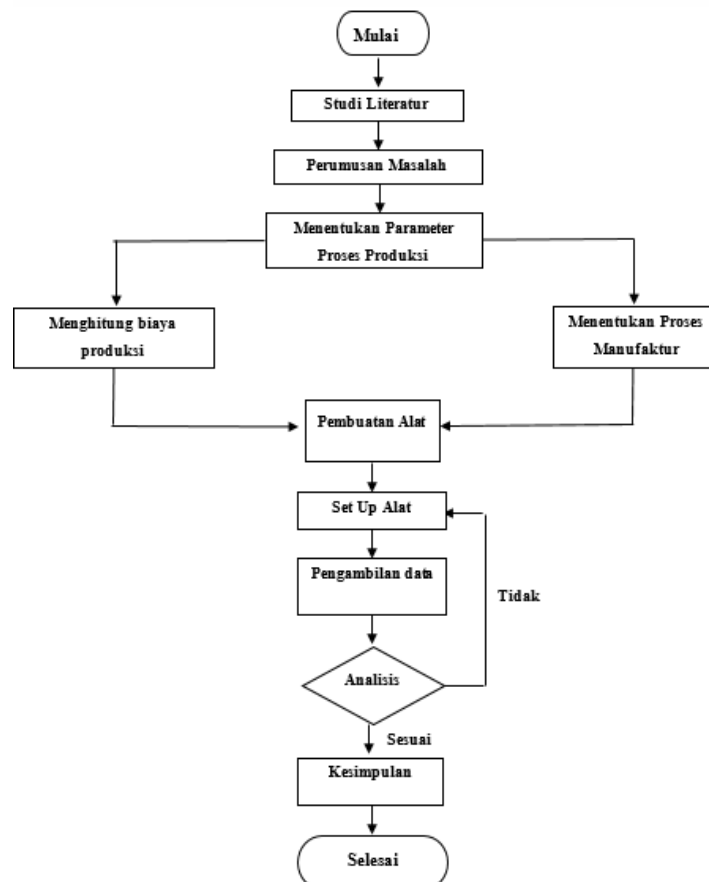 Mulai
Studi Literatur
Perumusan Masalah
Menentukan Parameter
Proses Produksi
Menghitung biaya
produksi
Menentukan Proses
Manufaktur
Pembuatan Alat
Set Up Alat
Pengambilan data
Tidak
Analisis
Sesuai
Kesimpulan
Selesai